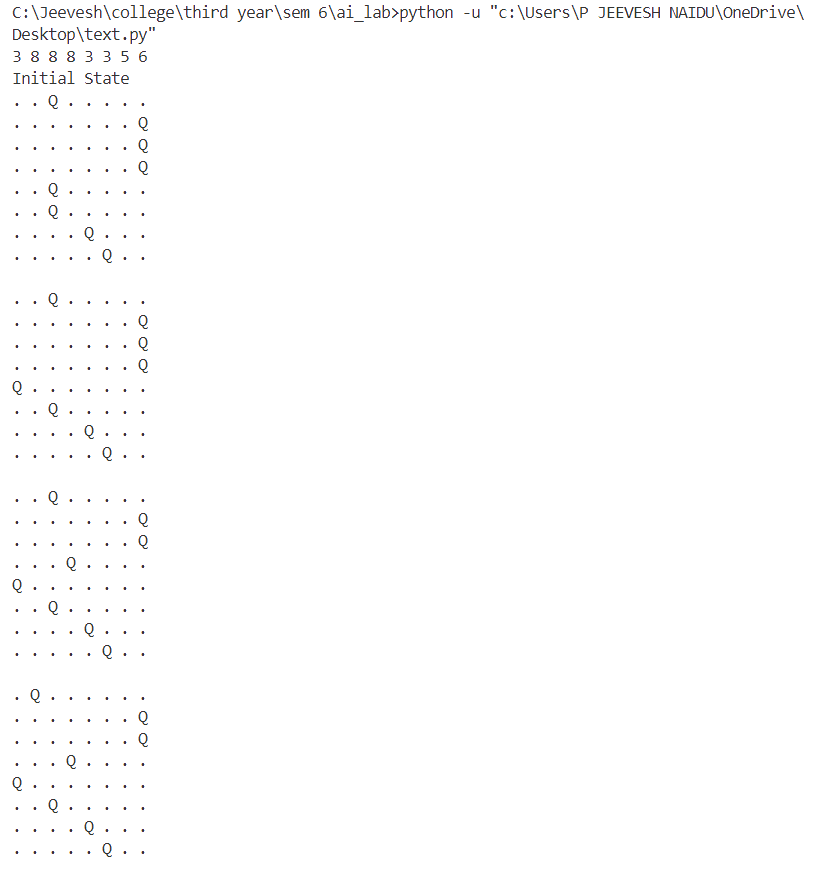 C:\Jeevesh\college\third year\sem 6\ai_lab>python -u "c:\Users\P JEEVESH NAIDU\OneDrive\
Desktop\text.py"
3 8 8 8 3 3 5 6
Initial State
. . Q . . . . .
. . . . . . . Q
. . . . . . . Q
. . . . . . . Q
. . Q . . . . .
. . Q . . . . .
. . . . Q . . .
. . . . . Q . .

. . Q . . . . .
. . . . . . . Q
. . . . . . . Q
. . . . . . . Q
Q . . . . . . .
. . Q . . . . .
. . . . Q . . .
. . . . . Q . .

. . Q . . . . .
. . . . . . . Q
. . . . . . . Q
. . . Q . . . .
Q . . . . . . .
. . Q . . . . .
. . . . Q . . .
. . . . . Q . .

. Q . . . . . .
. . . . . . . Q
. . . . . . . Q
. . . Q . . . .
Q . . . . . . .
. . Q . . . . .
. . . . Q . . .
. . . . . Q . .